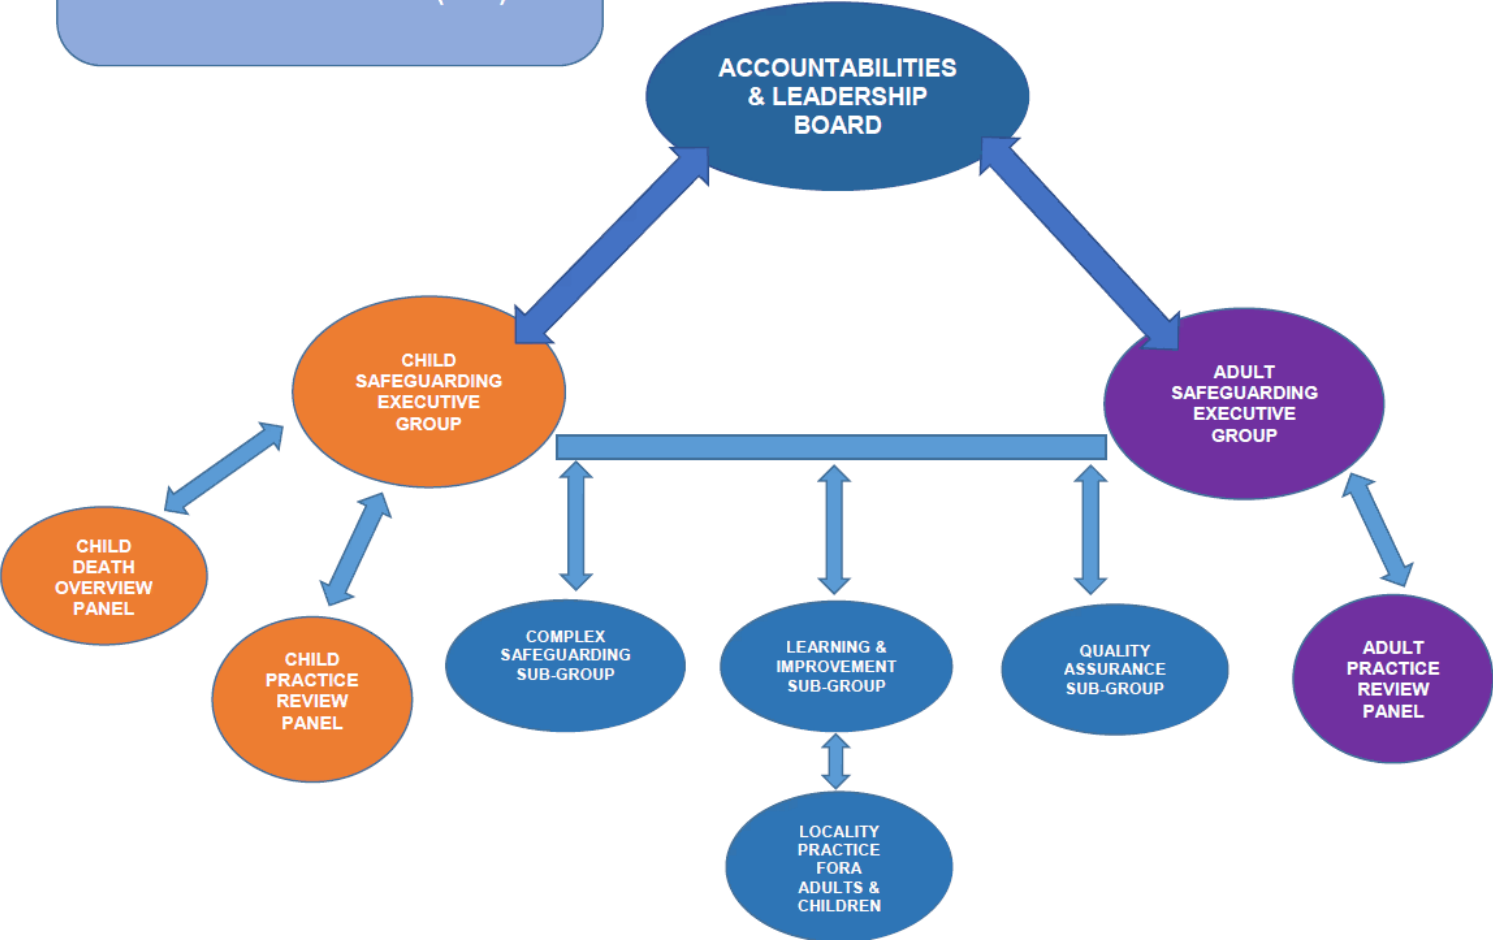 ACCOUNTABILITIES
& LEADERSHIP
BOARD
CHILD
SAFEGUARDING
EXECUTIVE
GROUP
ADULT
SAFEGUARDING
EXECUTIVE
GROUP
CHILD
DEATH
OVERVIEW
PANEL
CHILD
PRACTICE
REVIEW
PANEL
COMPLEX
SAFEGUARDING
SUB-GROUP
LEARNING &
IMPROVEMENT
SUB-GROUP
QUALITY
ASSURANCE
SUB-GROUP
ADULT
PRACTICE
REVIEW
PANEL
LOCALITY
PRACTICE
FORA
ADULTS &
CHILDREN